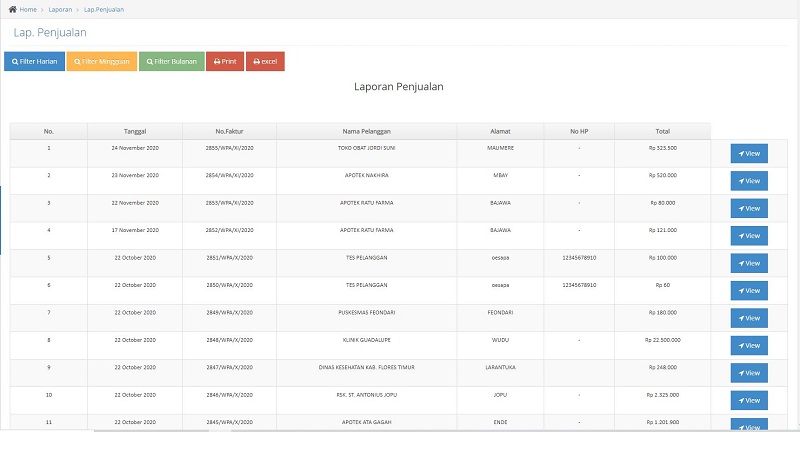 Home > Laporan > Lap.Penjualan
Lap. Penjualan
Filter Harian Filter Mingguan Filter Bulanan Print excel
Laporan Penjualan
No. Tanggal No.Faktur Nama Pelanggan Alamat No HP Total
1 24 November 2020 2855/WPA/XI/2020 TOKO OBAT JORDI SUNI MAUMERE - Rp 323.500 View
2 23 November 2020 2854/WPA/XI/2020 APOTEK NAKHIRA MBAY - Rp 520.000 View
3 22 November 2020 2853/WPA/XI/2020 APOTEK RATU FARMA BAJAWA - Rp 80.000 View
4 17 November 2020 2852/WPA/XI/2020 APOTEK RATU FARMA BAJAWA - Rp 121.000 View
5 22 October 2020 2851/WPA/X/2020 TES PELANGGAN oesapa 12345678910 Rp 100.000 View
6 22 October 2020 2850/WPA/X/2020 TES PELANGGAN oesapa 12345678910 Rp 60 View
7 22 October 2020 2849/WPA/X/2020 PUSKESMAS FEONDARI FEONDARI Rp 180.000 View
8 22 October 2020 2848/WPA/X/2020 KLINIK GUADALUPE WUDU - Rp 22.500.000 View
9 22 October 2020 2847/WPA/X/2020 DINAS KESEHATAN KAB. FLORES TIMUR LARANTUKA Rp 248.000 View
10 22 October 2020 2846/WPA/X/2020 RSK. ST. ANTONIUS JOPU JOPU - Rp 2.325.000 View
11 22 October 2020 2845/WPA/X/2020 APOTEK ATA GAGAH ENDE - Rp 1.201.900 View